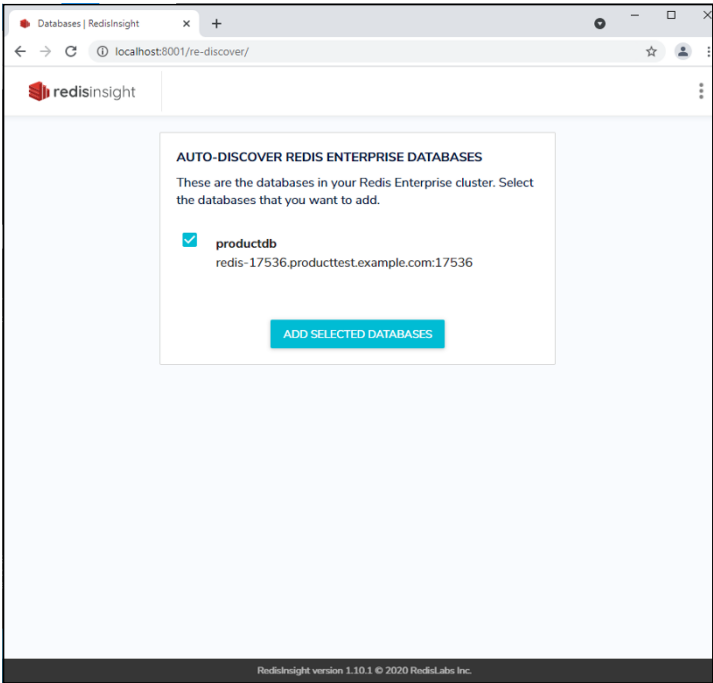 Databases | RedisInsight
localhost:8001/re-discover/
redisinsight
AUTO-DISCOVER REDIS ENTERPRISE DATABASES
These are the databases in your Redis Enterprise cluster. Select
the databases that you want to add.
productdb
redis-17536.producttest.example.com:17536
ADD SELECTED DATABASES
RedisInsight version 1.10.1 © 2020 RedisLabs Inc.